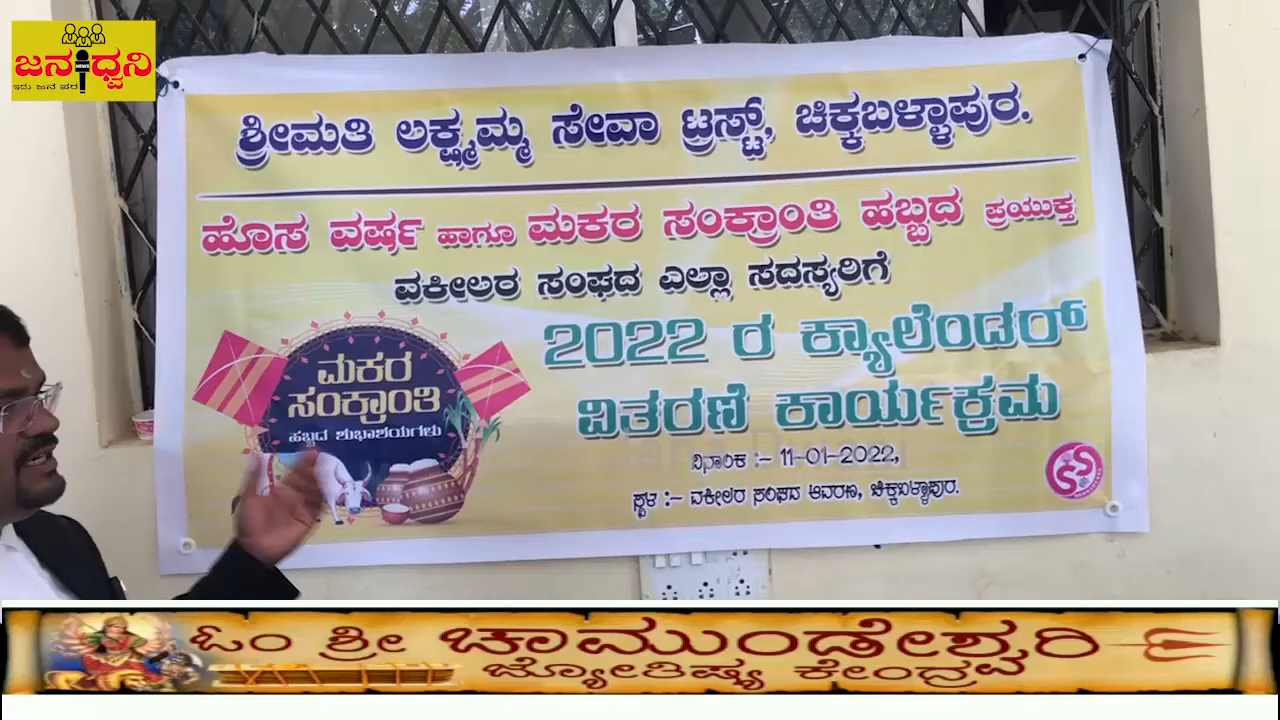 ಜನಧ್ವನಿ
NEWS
ಶ್ರೀಮತಿ ಲಕ್ಷ್ಮಮ್ಮ ಸೇವಾ ಟ್ರಸ್ಟ್, ಚಿಕ್ಕಬಳ್ಳಾಪುರ.
ಹೊಸ ವರ್ಷ ಹಾಗೂ ಮಕರ ಸಂಕ್ರಾಂತಿ ಹಬ್ಬದ ಪ್ರಯುಕ್ತ
ವಕೀಲರ ಸಂಘದ ಎಲ್ಲಾ ಸದಸ್ಯರಿಗೆ
2022 ರ ಕ್ಯಾಲೆಂಡರ್
ವಿತರಣೆ ಕಾರ್ಯಕ್ರಮ
ಮಕರ
ಸಂಕ್ರಾಂತಿ
ಹಬ್ಬದ ಶುಭಾಶಯಗಳು
ದಿನಾಂಕ :- 11-01-2022,
ಸ್ಥಳ :- ವಕೀಲರ ಸಂಘದ ಆವರಣ, ಚಿಕ್ಕಬಳ್ಳಾಪುರ.
ಓಂ ಶ್ರೀ ಚಾಮುಂಡೇಶ್ವರಿ
ಜ್ಯೋತಿಷ್ಯ ಕೇಂದ್ರ